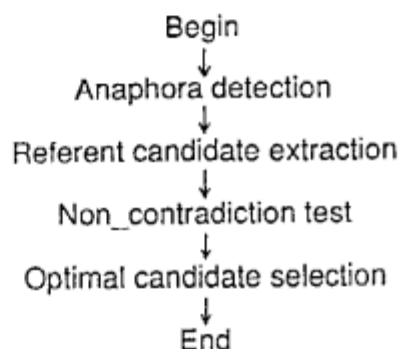 Begin
Anaphora detection
Referent candidate extraction
Non_contradiction test
Optimal candidate selection
End